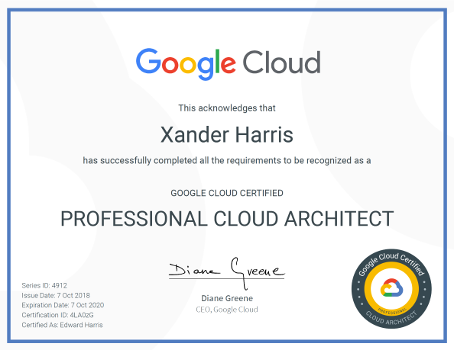 Google Cloud
This acknowledges that
Xander Harris
has successfully completed all the requirements to be recognized as a
GOOGLE CLOUD CERTIFIED
PROFESSIONAL CLOUD ARCHITECT
Diane Greene
Diane Greene
CEO, Google Cloud
Series ID: 4912
Issue Date: 7 Oct 2018
Expiration Date: 7 Oct 2020
Certification ID: 4LA0zG
Certified As: Edward Harris
Google Cloud Certified
PROFESSIONAL
CLOUD ARCHITECT